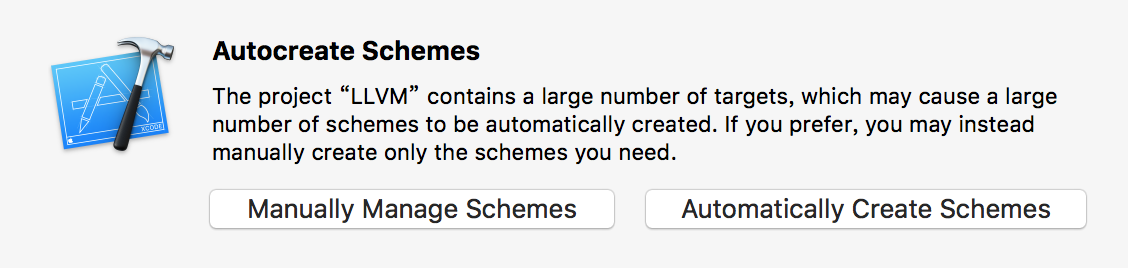 Autocreate Schemes
The project “LLVM” contains a large number of targets, which may cause a large
number of schemes to be automatically created. If you prefer, you may instead
manually create only the schemes you need.
XCODE
Manually Manage Schemes
Automatically Create Schemes